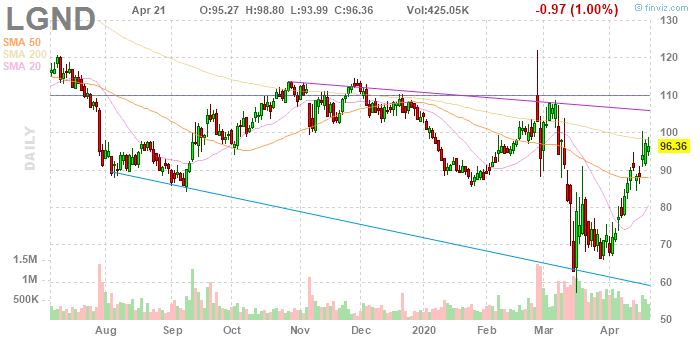 LGND Apr 21 O:95.27 H:98.80 L:93.99 C:96.36 Vol:425.05K -0.97 (1.00%)
© finviz.com
SMA 50
SMA 200
SMA 20
DAILY
130
120
110
100
96.36
90
80
70
60
50
1.5M
1M
500K
Aug Sep Oct Nov Dec 2020 Feb Mar Apr